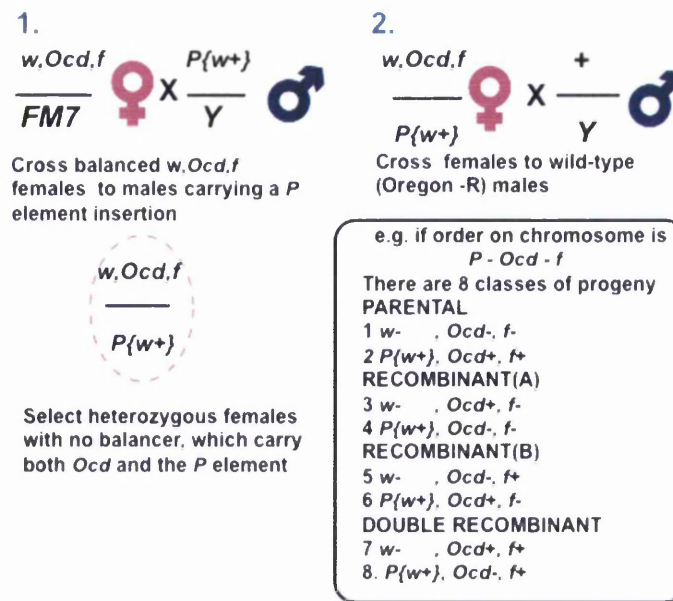 1.
w,Ocd,f
FM7
X
P{w+}
Y
Cross balanced w,Ocd,f
females to males carrying a P
element insertion
w,Ocd,f
P{w+}
Select heterozygous females
with no balancer, which carry
both Ocd and the P element
2.
w,Ocd,f
P{w+}
X
+
Y
Cross females to wild-type
(Oregon -R) males
e.g. if order on chromosome is
P - Ocd - f
There are 8 classes of progeny
PARENTAL
1 w- , Ocd-, f-
2 P{w+}, Ocd+, f+
RECOMBINANT(A)
3 w- , Ocd+, f-
4 P{w+}, Ocd-, f-
RECOMBINANT(B)
5 w- , Ocd-, f+
6 P{w+}, Ocd+, f-
DOUBLE RECOMBINANT
7 w- , Ocd+, f+
8. P{w+}, Ocd-, f+